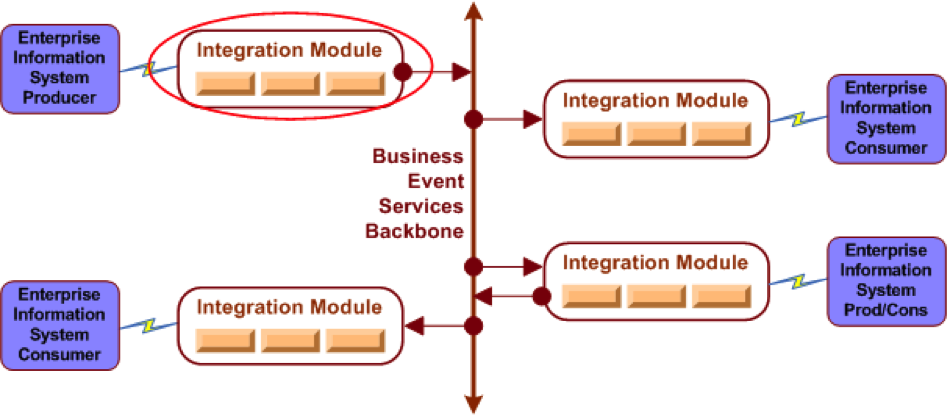 Enterprise
Information
System
Producer
Integration Module
Integration Module
Enterprise
Information
System
Consumer
Business
Event
Services
Backbone
Integration Module
Enterprise
Information
System
Prod/Cons
Enterprise
Information
System
Consumer
Integration Module